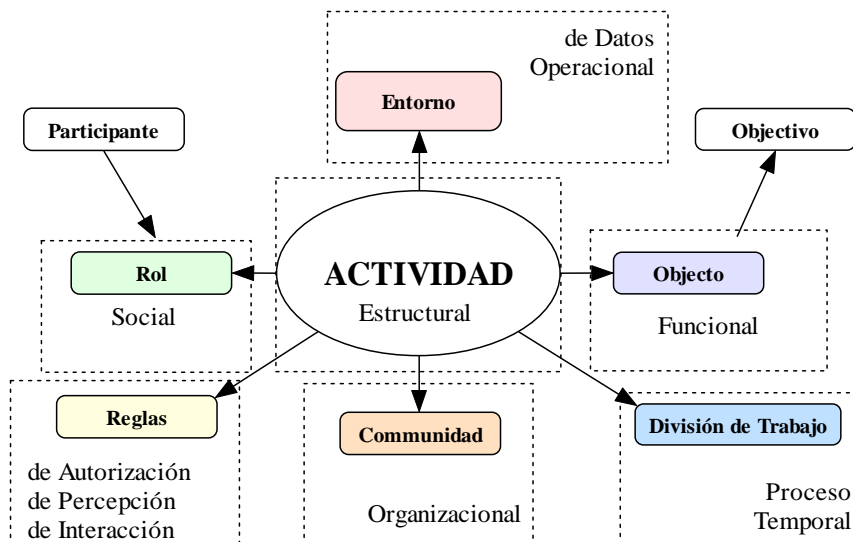 de Datos
Operacional
Entorno
Participante
Objectivo
Rol
Social
ACTIVIDAD
Estructural
Objecto
Funcional
Reglas
de Autorización
de Percepción
de Interacción
Communidad
Organizacional
División de Trabajo
Proceso
Temporal